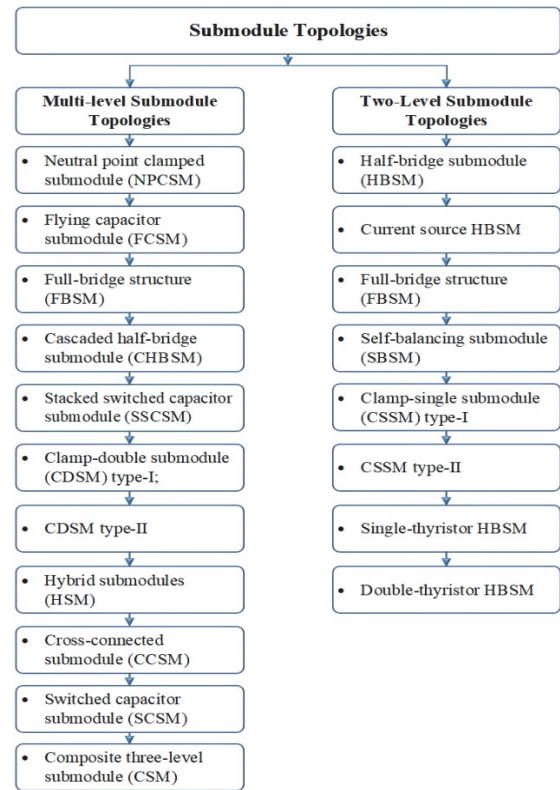 Submodule Topologies
Multi-level Submodule
Topologies
• Neutral point clamped
submodule (NPCSM)
• Flying capacitor
submodule (FCSM)
• Full-bridge structure
(FBSM)
• Cascaded half-bridge
submodule (CHBSM)
• Stacked switched capacitor
submodule (SSCSM)
• Clamp-double submodule
(CDSM) type-I;
• CDSM type-II
• Hybrid submodules
(HSM)
• Cross-connected
submodule (CCSM)
• Switched capacitor
submodule (SCSM)
• Composite three-level
submodule (CSM)
Two-Level Submodule
Topologies
• Half-bridge submodule
(HBSM)
• Current source HBSM
• Full-bridge structure
(FBSM)
• Self-balancing submodule
(SBSM)
• Clamp-single submodule
(CSSM) type-I
• CSSM type-II
• Single-thyristor HBSM
• Double-thyristor HBSM